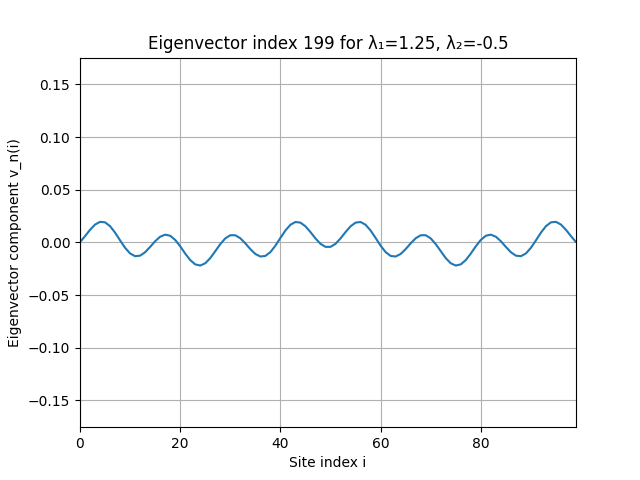 Eigenvector index 199 for λ₁=1.25, λ₂=-0.5
Eigenvector component v_n(i)
0.15
0.10
0.05
0.00
−0.05
−0.10
−0.15
0 20 40 60 80
Site index i